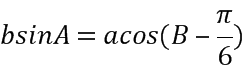 bsinA = acos(B − π/6)